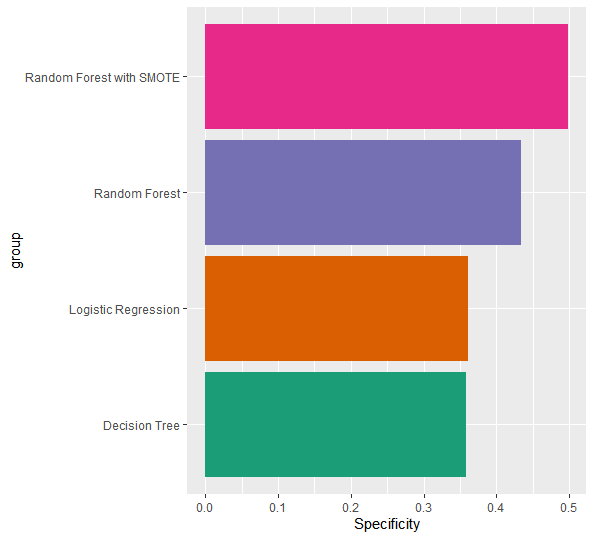 Random Forest with SMOTE
Random Forest
group
Logistic Regression
Decision Tree
0.0 0.1 0.2 0.3 0.4 0.5
Specificity